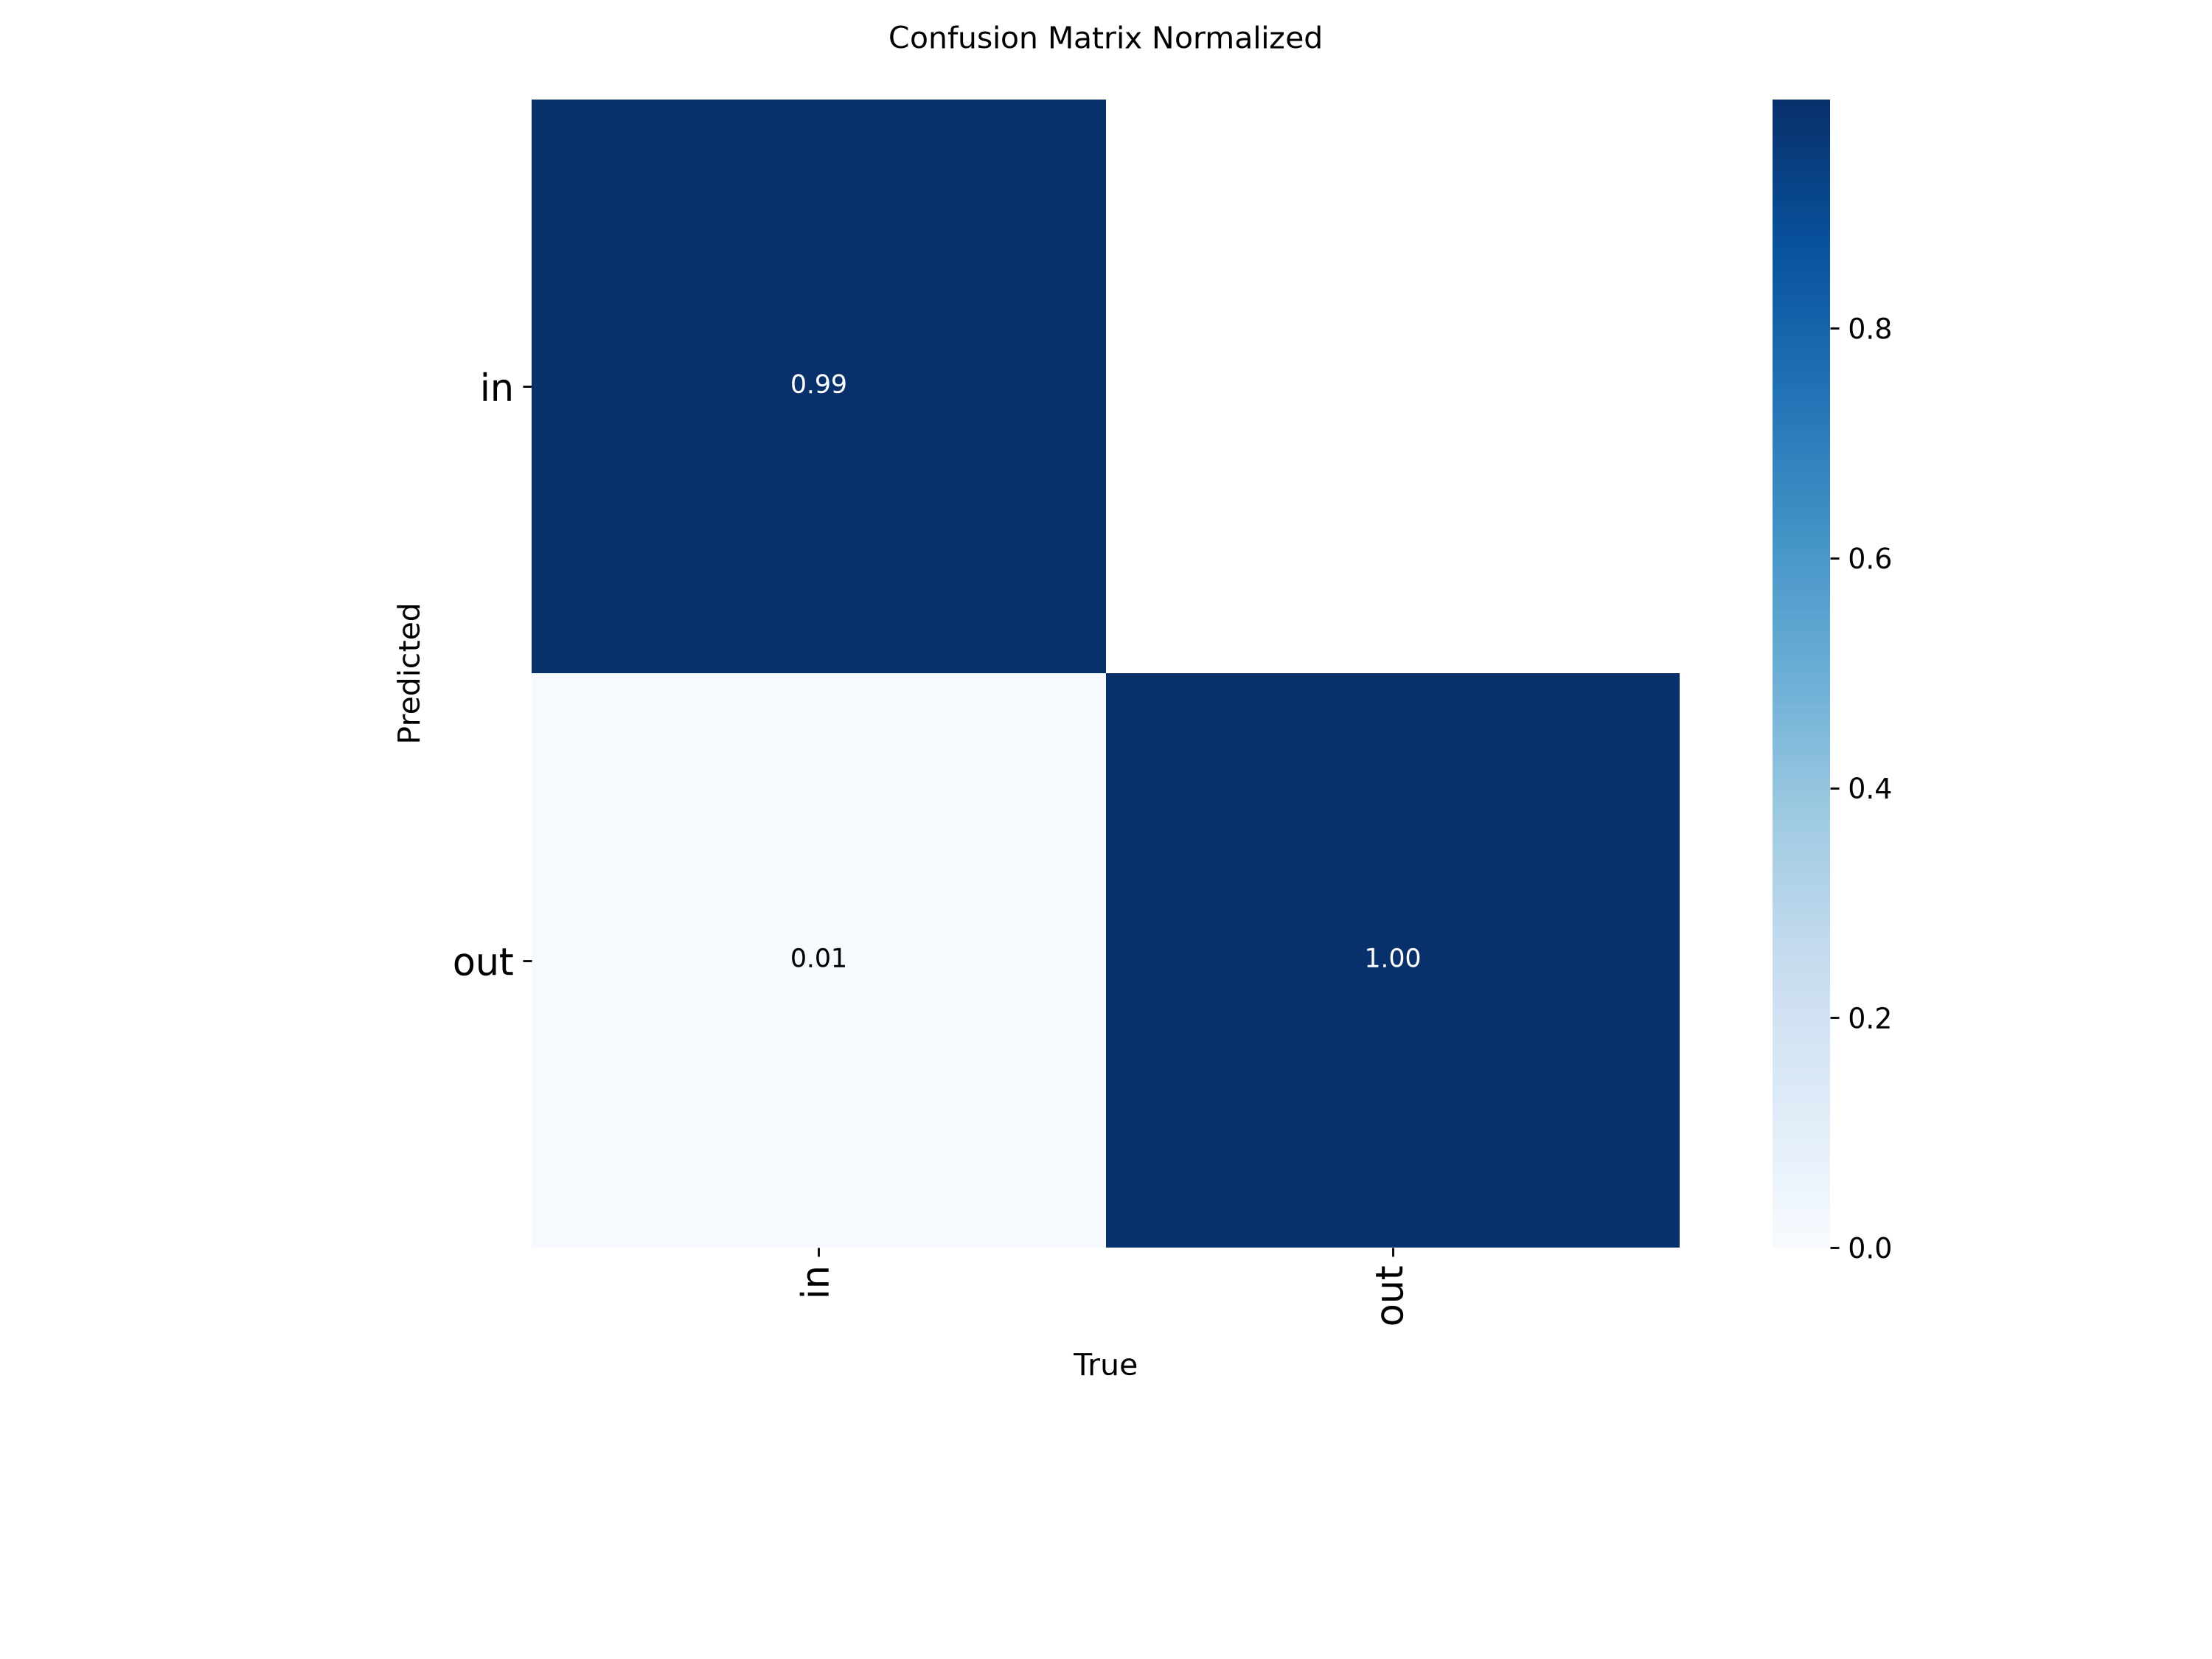 Confusion Matrix Normalized
Predicted
in
0.99
out
0.01
1.00
in
out
True
0.8
0.6
0.4
0.2
0.0